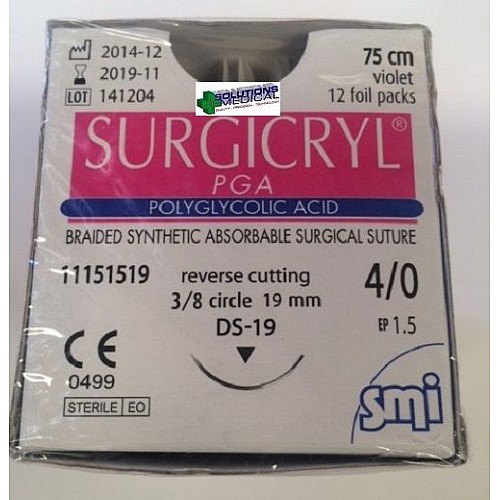 2014-12
2019-11
LOT 141204
75 cm
violet
12 foil packs
SOLUTIONS
MEDICAL
SURGICRYL®
PGA
POLYGLYCOLIC ACID
BRAIDED SYNTHETIC ABSORBABLE SURGICAL SUTURE
11151519
reverse cutting
3/8 circle 19 mm
DS-19
4/0
EP 1.5
CE
0499
STERILE EO
smi